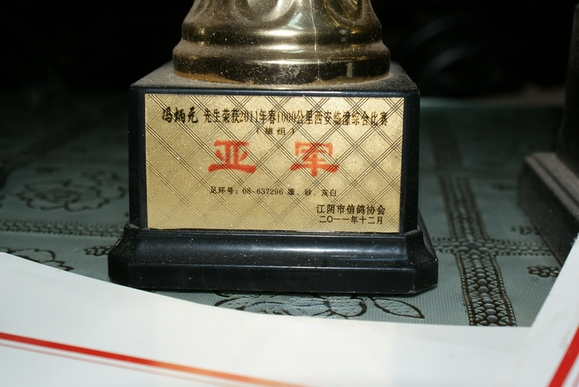 冯炳元 先生荣获2011年春1000公里西安临潼综合比赛
(雄组)
亚 军
足环号：08-637296 雄、砂、灰白
江阴市信鸽协会
二〇一一年十二月